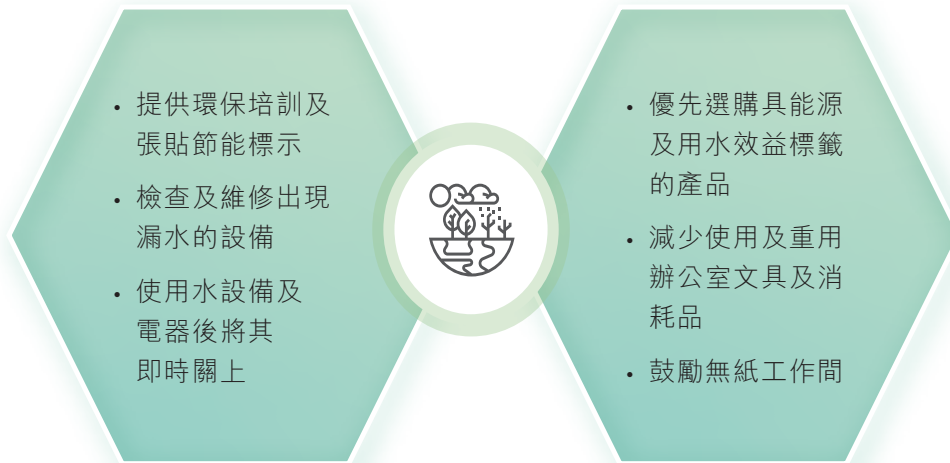 • 提供環保培訓及
張貼節能標示
• 檢查及維修出現
漏水的設備
• 使用水設備及
電器後將其
即時關上
• 優先選購具能源
及用水效益標籤
的產品
• 減少使用及重用
辦公室文具及消
耗品
• 鼓勵無紙工作間